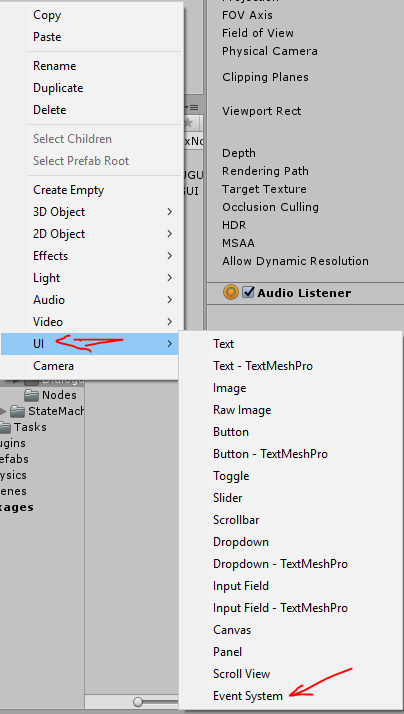 Copy
Paste
Rename
Duplicate
Delete
Select Children
Select Prefab Root
Create Empty
3D Object
2D Object
Effects
Light
Audio
Video
UI
Camera
Nodes
StateMach
Tasks
ugins
efabs
ysics
enes
kages
xNo
UGU
GUI
Projection
FOV Axis
Field of View
Physical Camera
Clipping Planes
Viewport Rect
Depth
Rendering Path
Target Texture
Occlusion Culling
HDR
MSAA
Allow Dynamic Resolution
Audio Listener
Text
Text - TextMeshPro
Image
Raw Image
Button
Button - TextMeshPro
Toggle
Slider
Scrollbar
Dropdown
Dropdown - TextMeshPro
Input Field
Input Field - TextMeshPro
Canvas
Panel
Scroll View
Event System